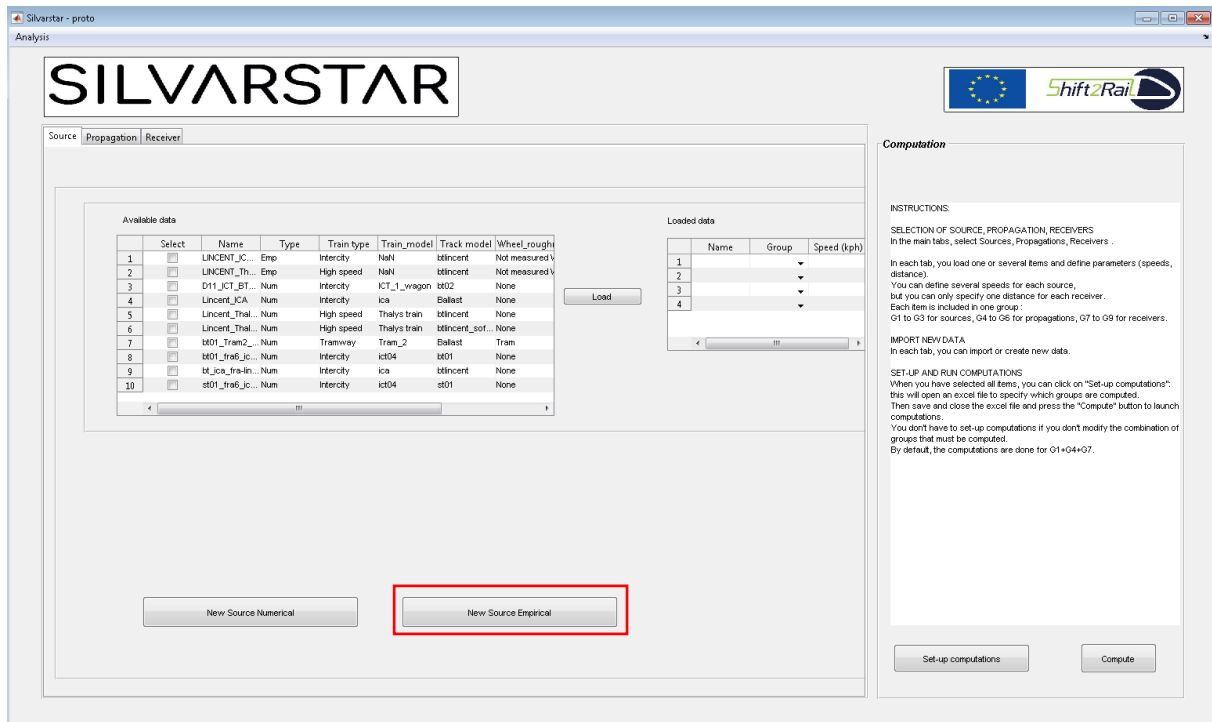 Silvarstar - proto
Analysis
SILVARSTAR
Shift2Rail
Source Propagation Receiver
Computation
Available data
Select Name Type Train type Train_model Track model Wheel_roughn
1 LINCENT_IC... Emp Intercity NaN btlincent Not measured V
2 LINCENT_Th... Emp High speed NaN btlincent Not measured V
3 D11_ICT_BT... Num Intercity ICT_1_wagon bt02 None
4 Lincent_ICA Num Intercity ica Ballast None
5 Lincent_Thal... Num High speed Thalys train btlincent None
6 Lincent_Thal... Num High speed Thalys train btlincent_sof... None
7 bt01_Tram2_... Num Tramway Tram_2 Ballast Tram
8 bt01_fra6_ic... Num Intercity ict04 bt01 None
9 bt_ica_fra-lin... Num Intercity ica btlincent None
10 st01_fra6_ic... Num Intercity ict04 st01 None
Load
Loaded data
Name Group Speed (kph)
1
2
3
4
New Source Numerical
New Source Empirical
INSTRUCTIONS:
SELECTION OF SOURCE, PROPAGATION, RECEIVERS
In the main tabs, select Sources, Propagations, Receivers .
In each tab, you load one or several items and define parameters (speeds,
distance).
You can define several speeds for each source,
but you can only specify one distance for each receiver.
Each item is included in one group :
G1 to G3 for sources, G4 to G6 for propagations, G7 to G9 for receivers.
IMPORT NEW DATA
In each tab, you can import or create new data.
SET-UP AND RUN COMPUTATIONS
When you have selected all items, you can click on "Set-up computations":
this will open an excel file to specify which groups are computed.
Then save and close the excel file and press the "Compute" button to launch
computations.
You don't have to set-up computations if you don't modify the combination of
groups that must be computed.
By default, the computations are done for G1+G4+G7.
Set-up computations
Compute